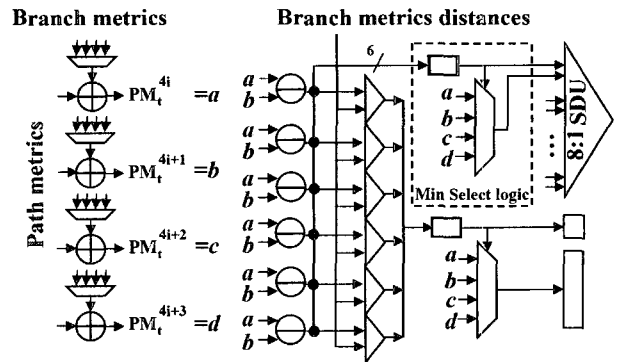 Branch metrics
Branch metrics distances
Path metrics
PM_t^{4i} =a
PM_t^{4i+1} =b
PM_t^{4i+2} =c
PM_t^{4i+3} =d
a
b
a
b
a
b
a
b
a
b
a
b
6
a
b
c
d
Min Select logic
8:1 SDU
...
a
b
c
d